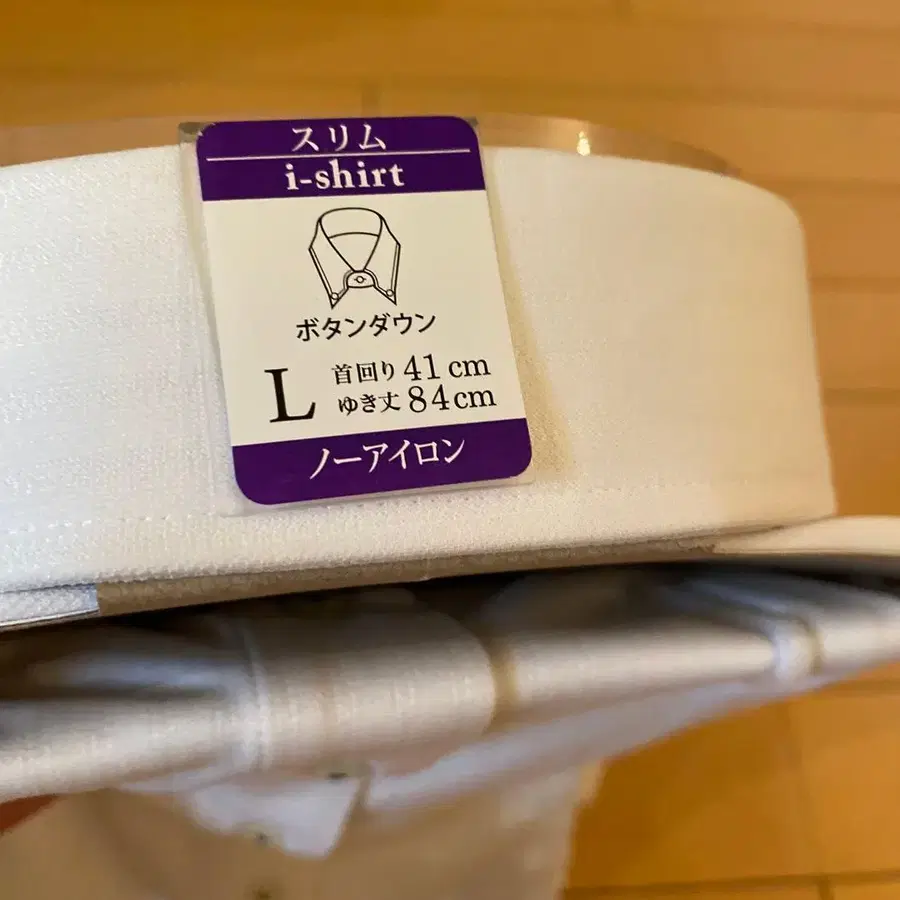 スリム
i-shirt
ボタンダウン
L 首回り 41 cm
ゆき丈 84 cm
ノーアイロン